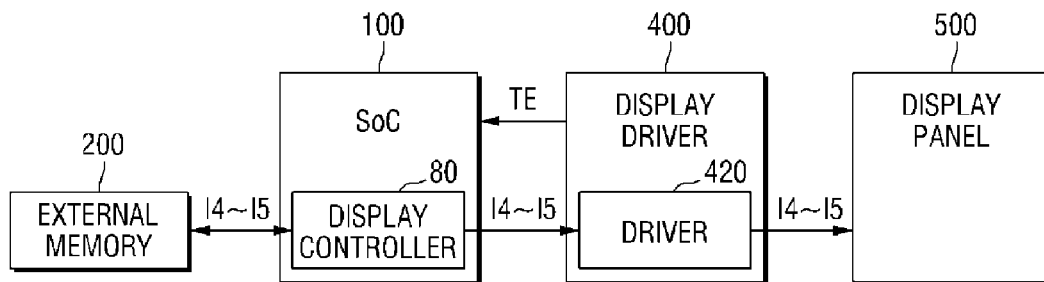 100
400
500
SoC
TE
DISPLAY
DRIVER
DISPLAY
PANEL
200
80
420
EXTERNAL
MEMORY
I4~I5
DISPLAY
CONTROLLER
I4~I5
DRIVER
I4~I5